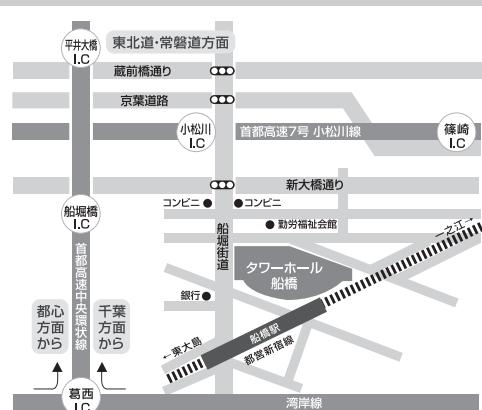 平井大橋
I.C
東北道・常磐道方面
蔵前橋通り
京葉道路
小松川
I.C
首都高速7号 小松川線
篠崎
I.C
新大橋通り
コンビニ
コンビニ
船堀橋
I.C
船堀街道
勤労福祉会館
一之江→
首都高速中央環状線
タワーホール
船橋
銀行
都心
方面
から
千葉
方面
から
船橋駅
都営新宿線
←東大島
葛西
I.C
湾岸線